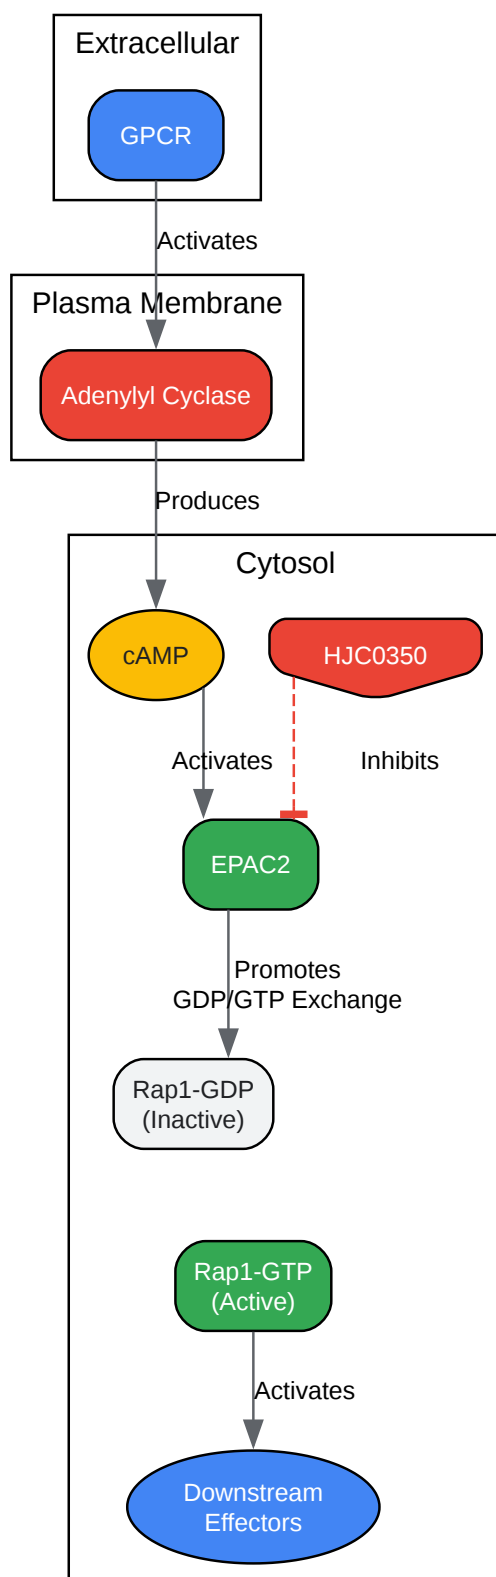 Extracellular
GPCR
Activates
Plasma Membrane
Adenylyl Cyclase
Produces
Cytosol
cAMP
HJC0350
Activates
Inhibits
EPAC2
Promotes
GDP/GTP Exchange
Rap1-GDP
(Inactive)
Rap1-GTP
(Active)
Activates
Downstream
Effectors